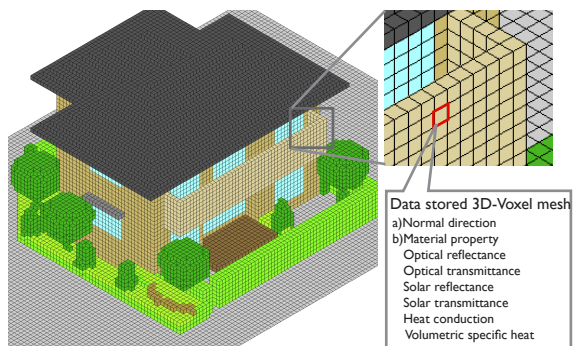 Data stored 3D-Voxel mesh
a)Normal direction
b)Material property
Optical reflectance
Optical transmittance
Solar reflectance
Solar transmittance
Heat conduction
Volumetric specific heat